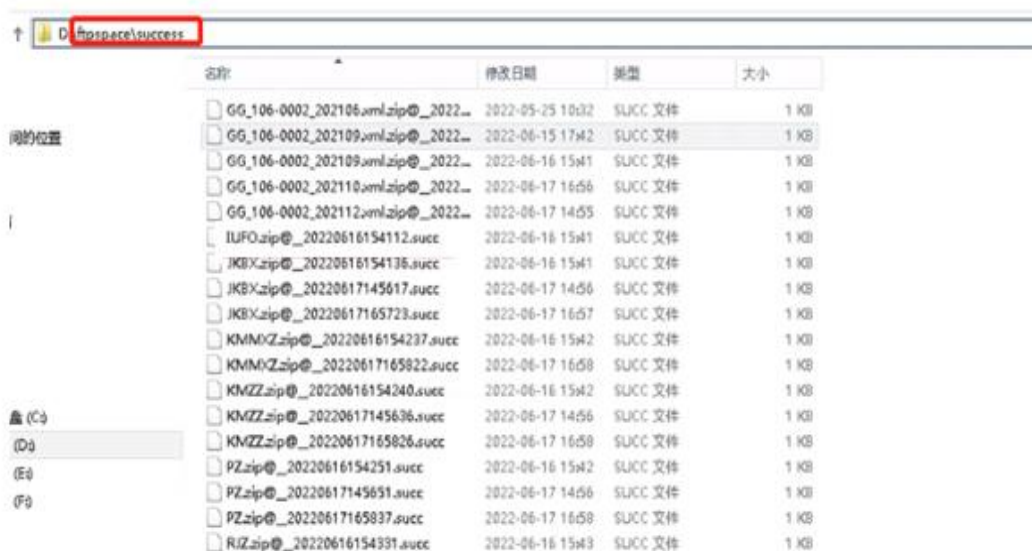 ↑ D:\ftpspace\success
名称 修改日期 类型 大小
GG_106-0002_202106.xml.zip@_2022... 2022-05-25 10:32 SUCC 文件 1 KB
间的位置
GG_106-0002_202109.xml.zip@_2022... 2022-06-15 17:42 SUCC 文件 1 KB
GG_106-0002_202109.xml.zip@_2022... 2022-06-16 15:41 SUCC 文件 1 KB
GG_106-0002_202110.xml.zip@_2022... 2022-06-17 16:56 SUCC 文件 1 KB
GG_106-0002_202112.xml.zip@_2022... 2022-06-17 14:55 SUCC 文件 1 KB
IUFO.zip@_20220616154112.succ 2022-06-16 15:41 SUCC 文件 1 KB
JKBX.zip@_20220616154136.succ 2022-06-16 15:41 SUCC 文件 1 KB
JKBX.zip@_20220617145617.succ 2022-06-17 14:56 SUCC 文件 1 KB
JKBX.zip@_20220617165723.succ 2022-06-17 16:57 SUCC 文件 1 KB
KMMXZ.zip@_20220616154237.succ 2022-06-16 15:42 SUCC 文件 1 KB
KMMXZ.zip@_20220617165822.succ 2022-06-17 16:58 SUCC 文件 1 KB
KMZZ.zip@_20220616154240.succ 2022-06-16 15:42 SUCC 文件 1 KB
盘 (C:)
KMZZ.zip@_20220617145636.succ 2022-06-17 14:56 SUCC 文件 1 KB
(D:)
KMZZ.zip@_20220617165826.succ 2022-06-17 16:58 SUCC 文件 1 KB
(E:)
PZ.zip@_20220616154251.succ 2022-06-16 15:42 SUCC 文件 1 KB
(F:)
PZ.zip@_20220617145651.succ 2022-06-17 14:56 SUCC 文件 1 KB
PZ.zip@_20220617165837.succ 2022-06-17 16:58 SUCC 文件 1 KB
RJZ.zip@_20220616154331.succ 2022-06-16 15:43 SUCC 文件 1 KB